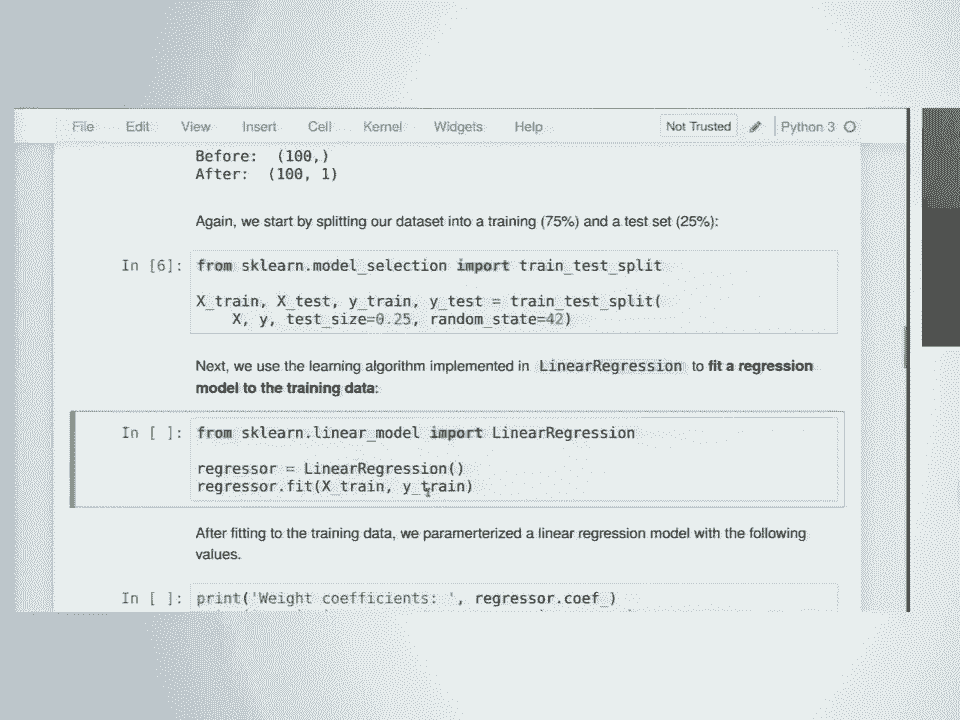 File Edit View Insert Cell Kernel Widgets Help Not Trusted Python 3
Before:  (100,)
After:  (100, 1)
Again, we start by splitting our dataset into a training (75%) and a test set (25%):
In [6]: from sklearn.model_selection import train_test_split
X_train, X_test, y_train, y_test = train_test_split(
X, y, test_size=0.25, random_state=42)
Next, we use the learning algorithm implemented in LinearRegression to fit a regression
model to the training data:
In [ ]: from sklearn.linear_model import LinearRegression
regressor = LinearRegression()
regressor.fit(X_train, y_train)
After fitting to the training data, we paramerterized a linear regression model with the following
values.
In [ ]: print('Weight coefficients: ', regressor.coef_)